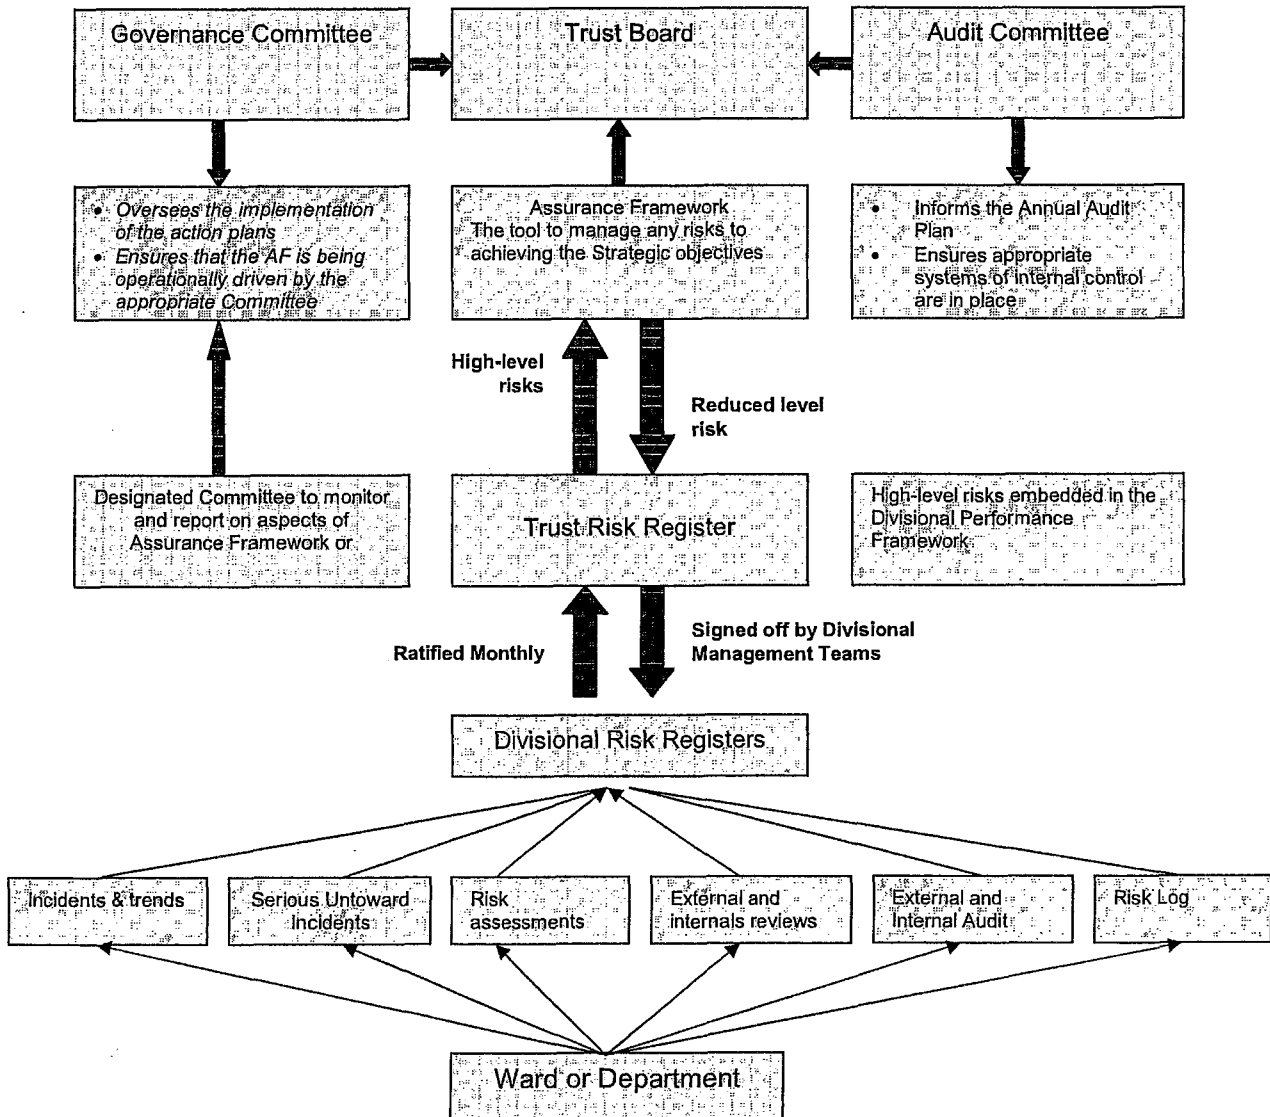 Governance Committee
Trust Board
Audit Committee
• Oversees the implementation
of the action plans
• Ensures that the AF is being
operationally driven by the
appropriate Committee
Assurance Framework
The tool to manage any risks to
achieving the Strategic objectives
• Informs the Annual Audit
Plan
• Ensures appropriate
systems of internal control
are in place
High-level
risks
Reduced level
risk
Designated Committee to monitor
and report on aspects of
Assurance Framework or
Trust Risk Register
High-level risks embedded in the
Divisional Performance
Framework
Ratified Monthly
Signed off by Divisional
Management Teams
Divisional Risk Registers
Incidents & trends
Serious Untoward
Incidents
Risk
assessments
External and
internals reviews
External and
Internal Audit
Risk Log
Ward or Department